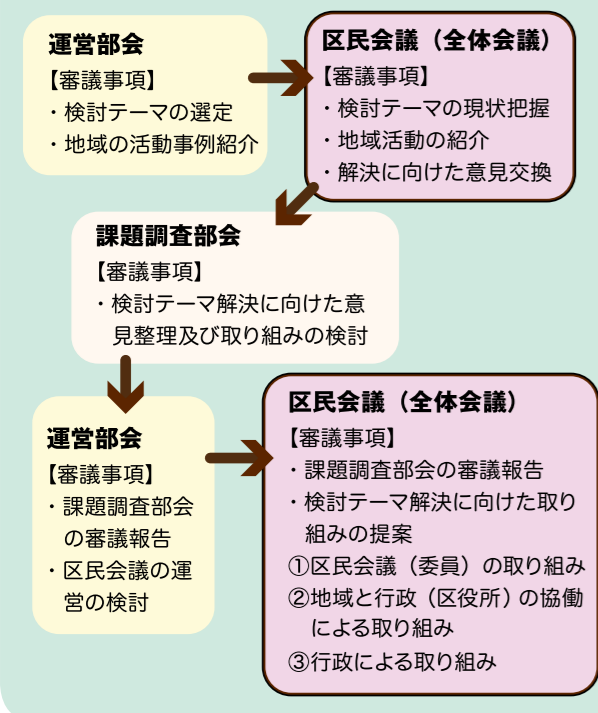 運営部会
【審議事項】
・検討テーマの選定
・地域の活動事例紹介
区民会議（全体会議）
【審議事項】
・検討テーマの現状把握
・地域活動の紹介
・解決に向けた意見交換
課題調査部会
【審議事項】
・検討テーマ解決に向けた意
見整理及び取り組みの検討
運営部会
【審議事項】
・課題調査部会
の審議報告
・区民会議の運
営の検討
区民会議（全体会議）
【審議事項】
・課題調査部会の審議報告
・検討テーマ解決に向けた取り
組みの提案
①区民会議（委員）の取り組み
②地域と行政（区役所）の協働
による取り組み
③行政による取り組み